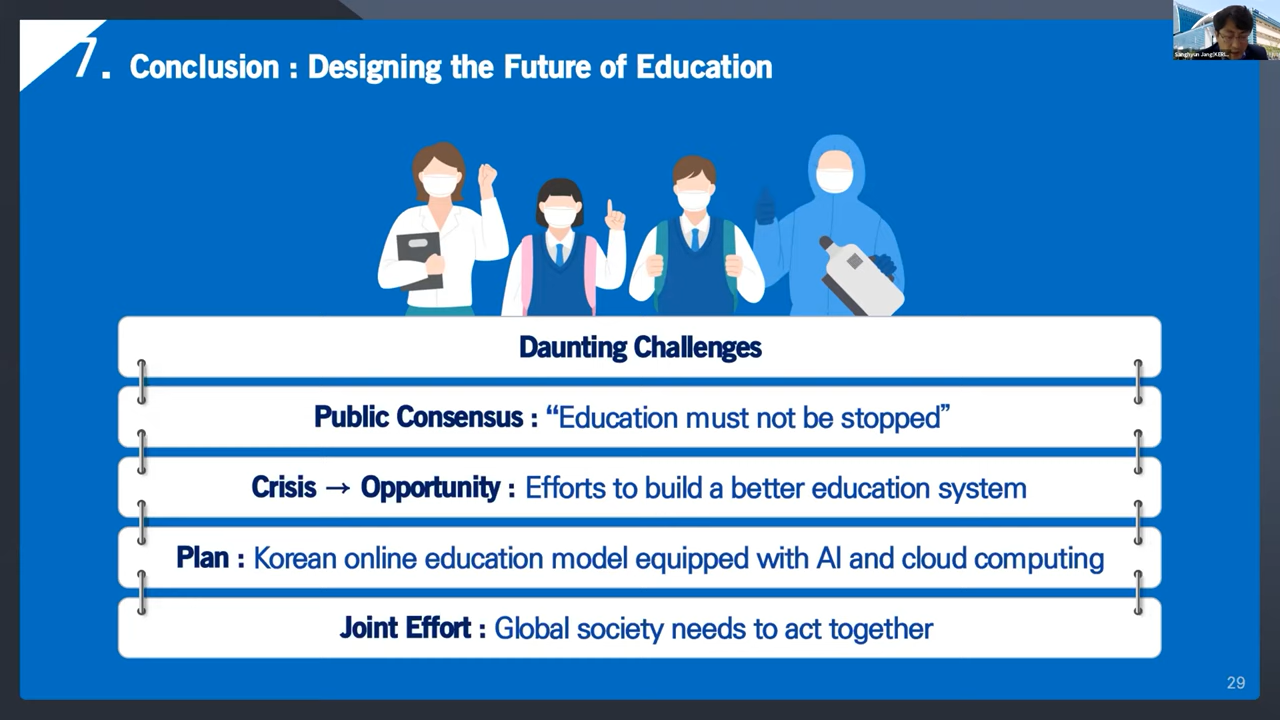 7. Conclusion : Designing the Future of Education
Daunting Challenges
Public Consensus : “Education must not be stopped”
Crisis → Opportunity : Efforts to build a better education system
Plan : Korean online education model equipped with AI and cloud computing
Joint Effort : Global society needs to act together
29